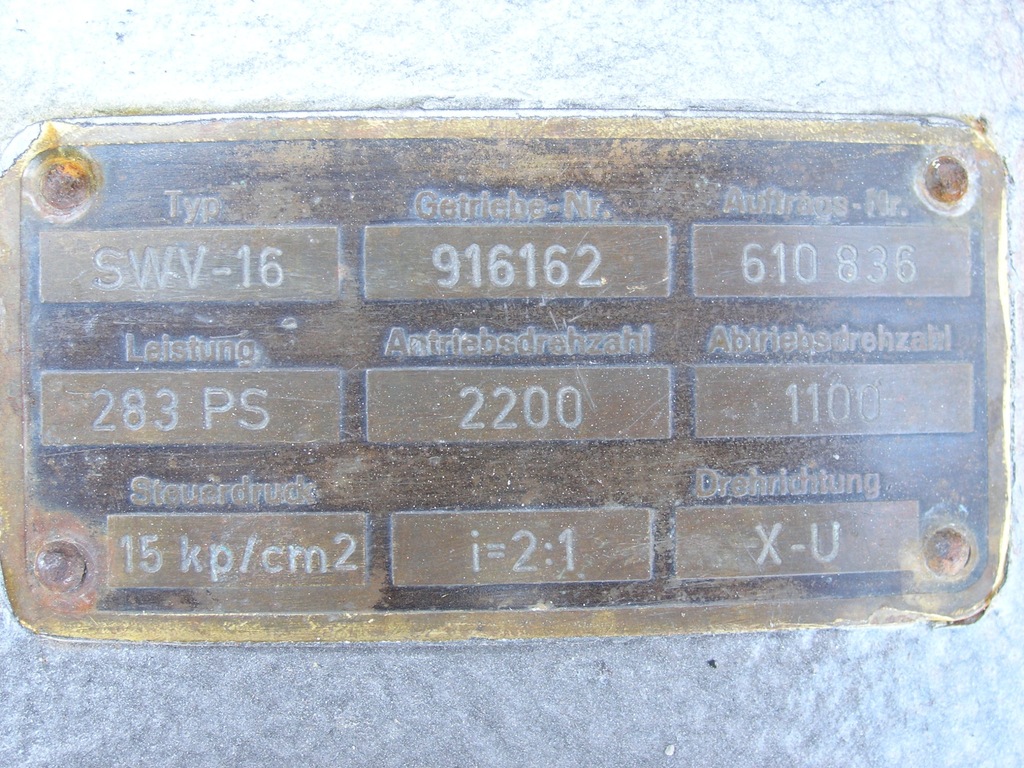 Typ Getriebe-Nr. Auftrags-Nr.
SWV-16 916162 610 836
Leistung Antriebsdrehzahl Abtriebsdrehzahl
283 PS 2200 1100
Steuerdruck Drehrichtung
15 kp/cm2 i=2:1 X-U